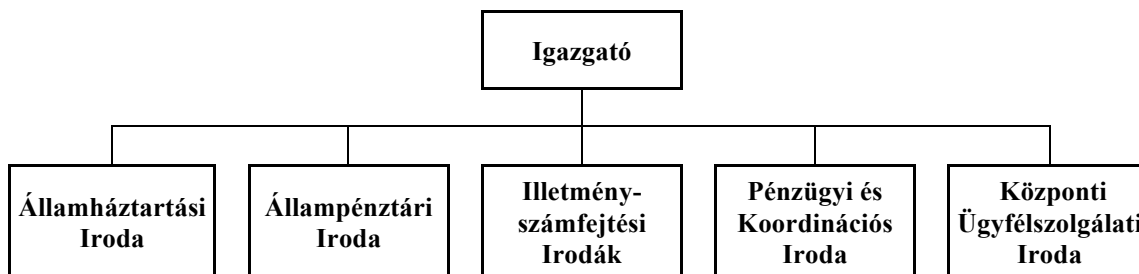 Igazgató
Államháztartási
Iroda
Állampénztári
Iroda
Illetmény-
számfejtési
Irodák
Pénzügyi és
Koordinációs
Iroda
Központi
Ügyfélszolgálati
Iroda